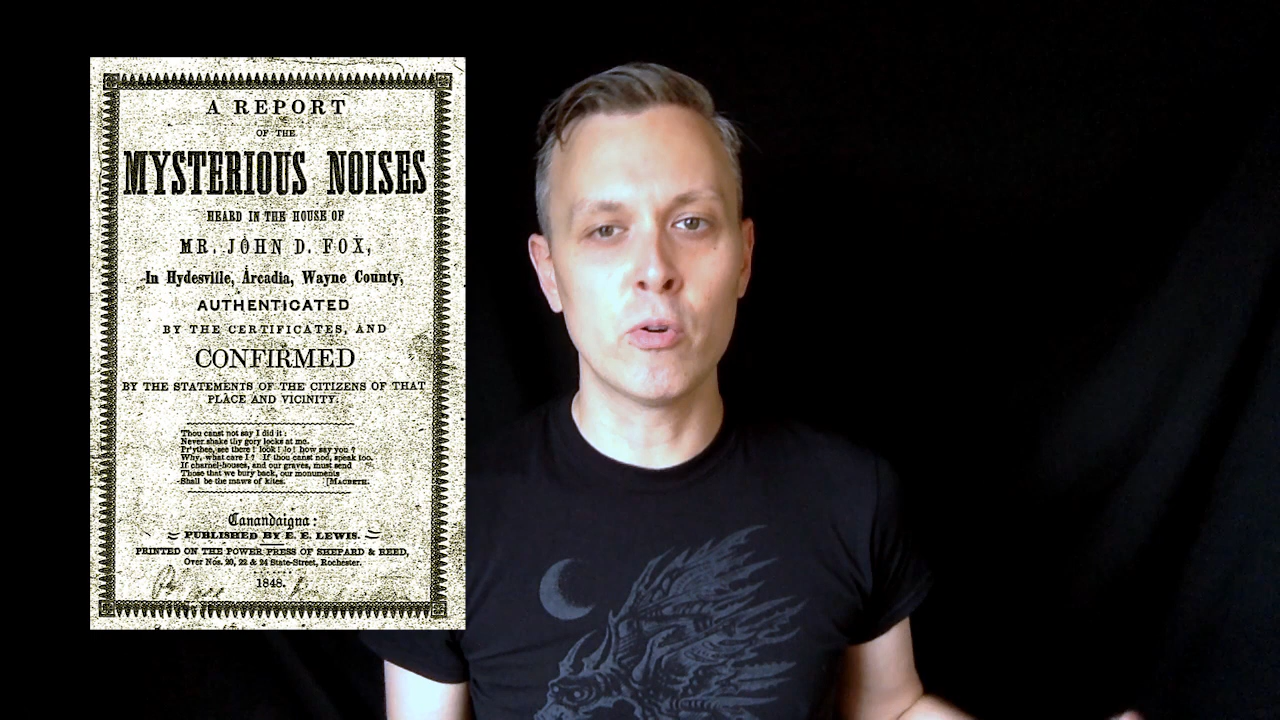 A REPORT
OF THE
MYSTERIOUS NOISES
HEARD IN THE HOUSE OF
MR. JOHN D. FOX,
In Hydesville, Arcadia, Wayne County,
AUTHENTICATED
BY THE CERTIFICATES, AND
CONFIRMED
BY THE STATEMENTS OF THE CITIZENS OF THAT
PLACE AND VICINITY.
Thou canst not say I did it :
Never shake thy gory locks at me.
Pr'ythee, see there ! look ! lo ! how say you ?
Why, what care I ? If thou canst nod, speak too.
If charnel-houses, and our graves, must send
Those that we bury back, our monuments
Shall be the maws of kites. [MACBETH.
Canandaigna :
PUBLISHED BY E. E. LEWIS.
PRINTED ON THE POWER PRESS OF SHEPARD & REED,
Over Nos. 20, 22 & 24 State-Street, Rochester.
1848.